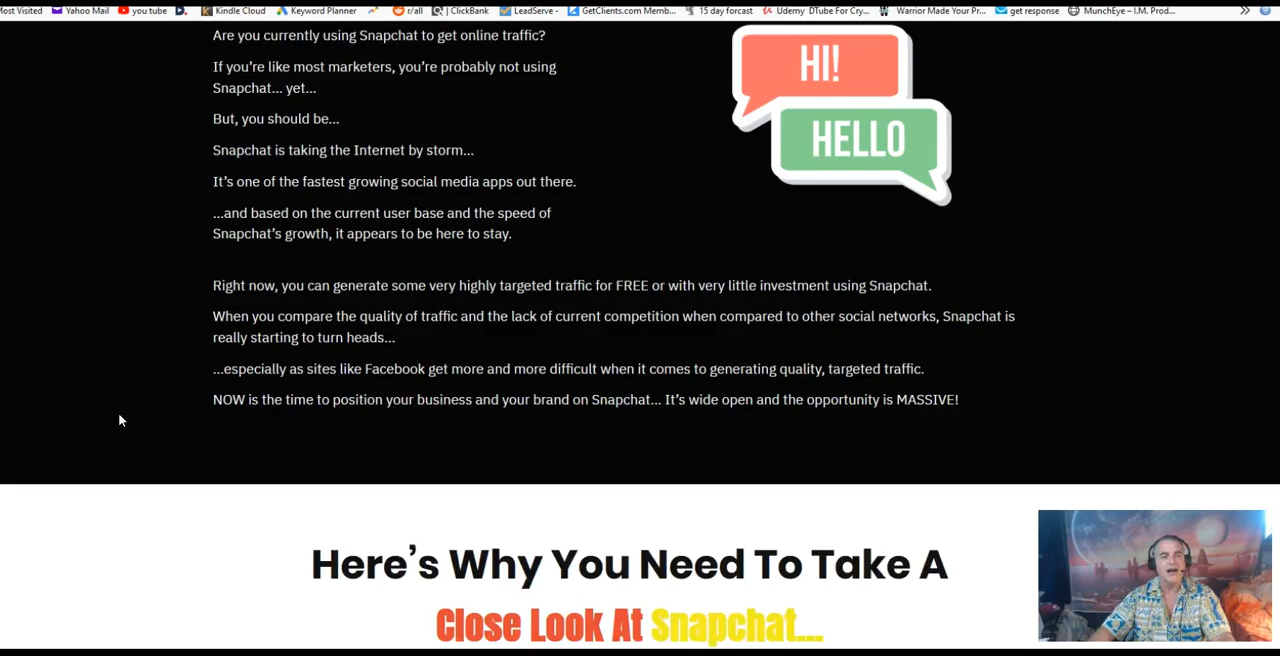 Most Visited Yahoo Mail you tube Kindle Cloud Keyword Planner r/all | ClickBank LeadServe - GetClients.com Memb... 15 day forcast Udemy DTube For Cry... Warrior Made Your Pr... get response MunchEye – I.M. Prod...
Are you currently using Snapchat to get online traffic?
HI!
If you’re like most marketers, you’re probably not using
Snapchat… yet…
But, you should be…
HELLO
Snapchat is taking the Internet by storm…
It’s one of the fastest growing social media apps out there.
…and based on the current user base and the speed of
Snapchat’s growth, it appears to be here to stay.
Right now, you can generate some very highly targeted traffic for FREE or with very little investment using Snapchat.
When you compare the quality of traffic and the lack of current competition when compared to other social networks, Snapchat is
really starting to turn heads…
…especially as sites like Facebook get more and more difficult when it comes to generating quality, targeted traffic.
NOW is the time to position your business and your brand on Snapchat… It’s wide open and the opportunity is MASSIVE!
Here’s Why You Need To Take A
Close Look At Snapchat…